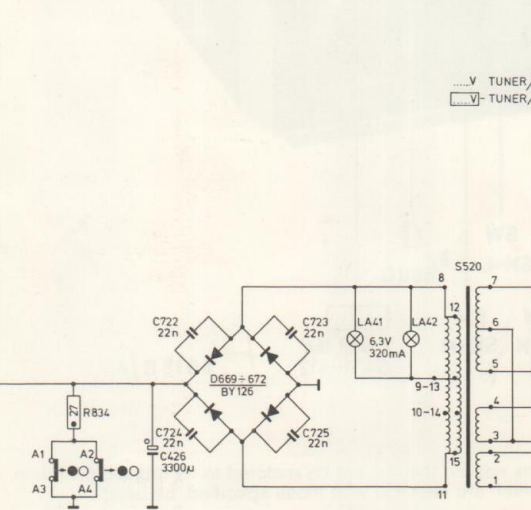 .....V TUNER/
.....V- TUNER/
S520
8
7
12
C722
22n
C723
22n
LA41
LA42
6,3V
320mA
6
5
D669÷672
BY126
9-13
4
27
R834
10-14
C724
22n
C725
22n
C426
3300µ
3
A1
A2
15
2
A3
A4
11
1